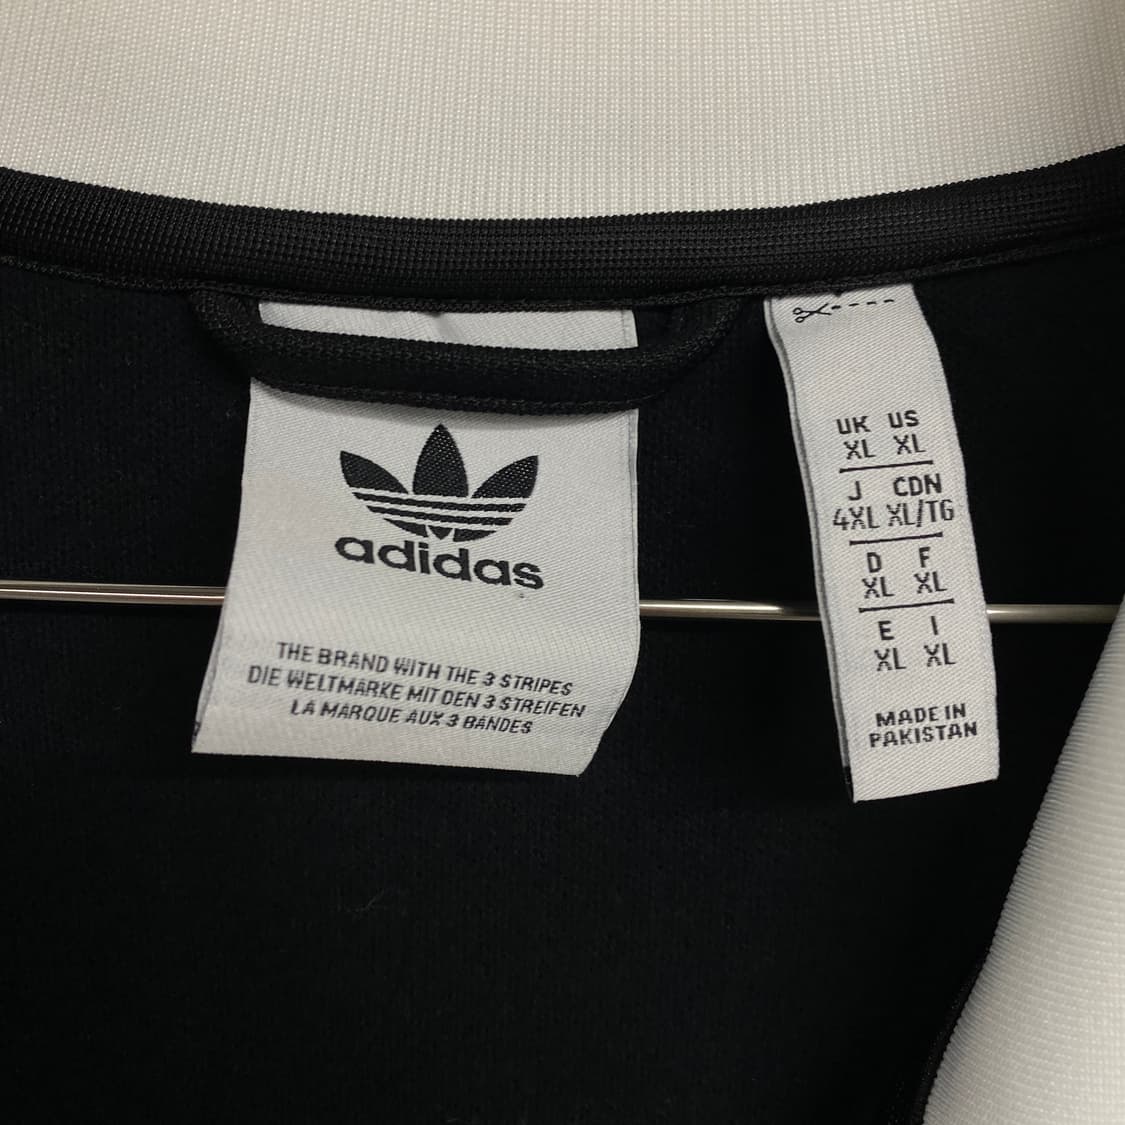 adidas
THE BRAND WITH THE 3 STRIPES
DIE WELTMARKE MIT DEN 3 STREIFEN
LA MARQUE AUX 3 BANDES
UK US
XL XL
J CDN
4XL XL/TG
D F
XL XL
E I
XL XL
MADE IN
PAKISTAN